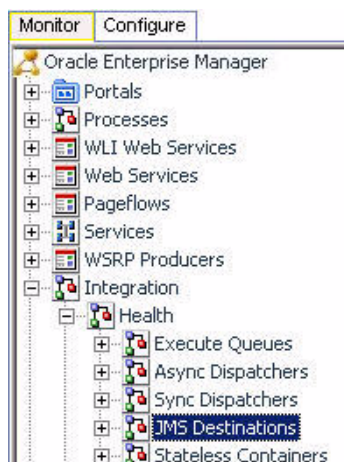 Monitor Configure
Oracle Enterprise Manager
Portals
Processes
WLI Web Services
Web Services
Pageflows
Services
WSRP Producers
Integration
Health
Execute Queues
Async Dispatchers
Sync Dispatchers
JMS Destinations
Stateless Containers